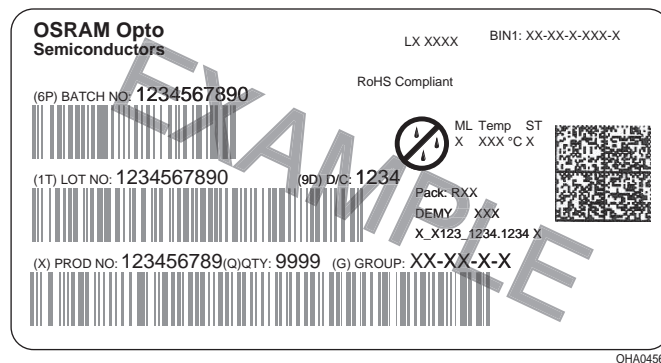 OSRAM Opto
Semiconductors
LX XXXX
BIN1: XX-XX-X-XXX-X
RoHS Compliant
(6P) BATCH NO: 1234567890
ML Temp ST
X XXX °C X
(1T) LOT NO: 1234567890 (9D) D/C: 1234
Pack: RXX
DEMY XXX
X_X123_1234.1234 X
(X) PROD NO: 123456789(Q)QTY: 9999 (G) GROUP: XX-XX-X-X
EXAMPLE
OHA0456